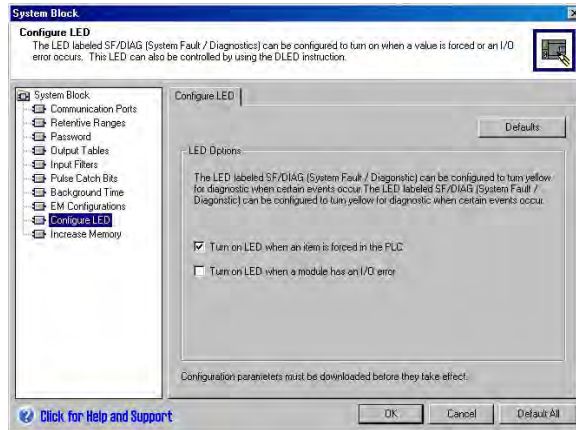 System Block
Configure LED
The LED labeled SF/DIAG (System Fault / Diagnostics) can be configured to turn on when a value is forced or an I/O
error occurs. This LED can also be controlled by using the DLED instruction.
System Block
Communication Ports
Retentive Ranges
Password
Output Tables
Input Filters
Pulse Catch Bits
Background Time
EM Configurations
Configure LED
Increase Memory
Configure LED
Defaults
LED Options
The LED labeled SF/DIAG (System Fault / Diagonstic) can be configured to turn yellow
for diagnostic when certain events occur. The LED labeled SF/DIAG (System Fault /
Diagonstic) can be configured to turn yellow for diagnostic when certain events occur.
Turn on LED when an item is forced in the PLC
Turn on LED when a module has an I/O error
Configuration parameters must be downloaded before they take effect.
Click for Help and Support
OK
Cancel
Default All